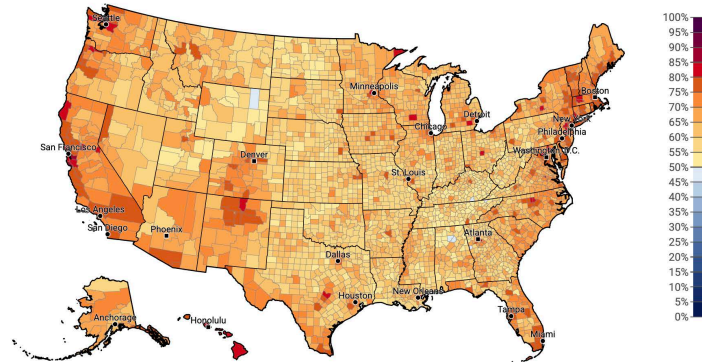 Seattle
Minneapolis
Boston
Detroit
Chicago
New York
Philadelphia
San Francisco
Denver
Washington, D.C.
St. Louis
Los Angeles
San Diego
Phoenix
Atlanta
Dallas
Houston
New Orleans
Anchorage
Honolulu
Tampa
Miami
100%
95%
90%
85%
80%
75%
70%
65%
60%
55%
50%
45%
40%
35%
30%
25%
20%
15%
10%
5%
0%